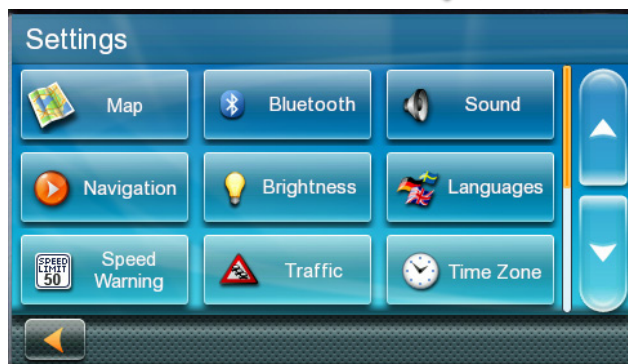 Settings
Map
Bluetooth
Sound
Navigation
Brightness
Languages
SPEED
LIMIT
50
Speed
Warning
Traffic
Time Zone